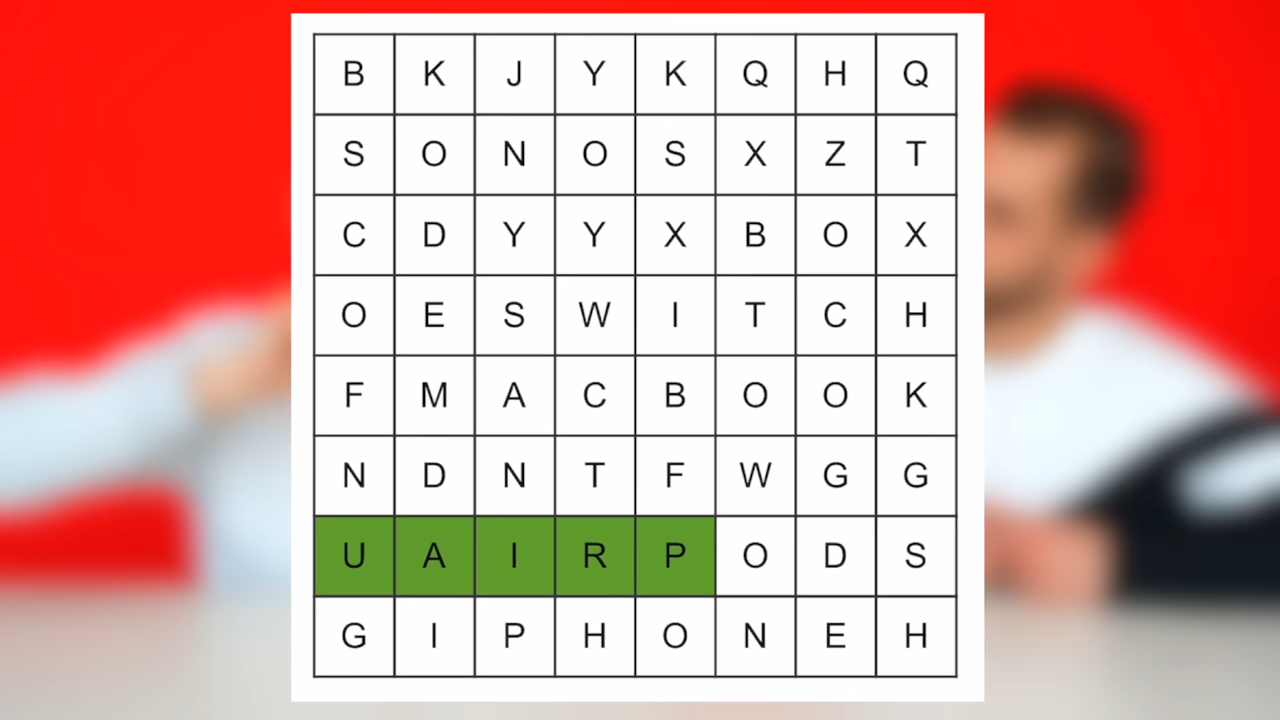 B K J Y K Q H Q
S O N O S X Z T
C D Y Y X B O X
O E S W I T C H
F M A C B O O K
N D N T F W G G
U A I R P O D S
G I P H O N E H